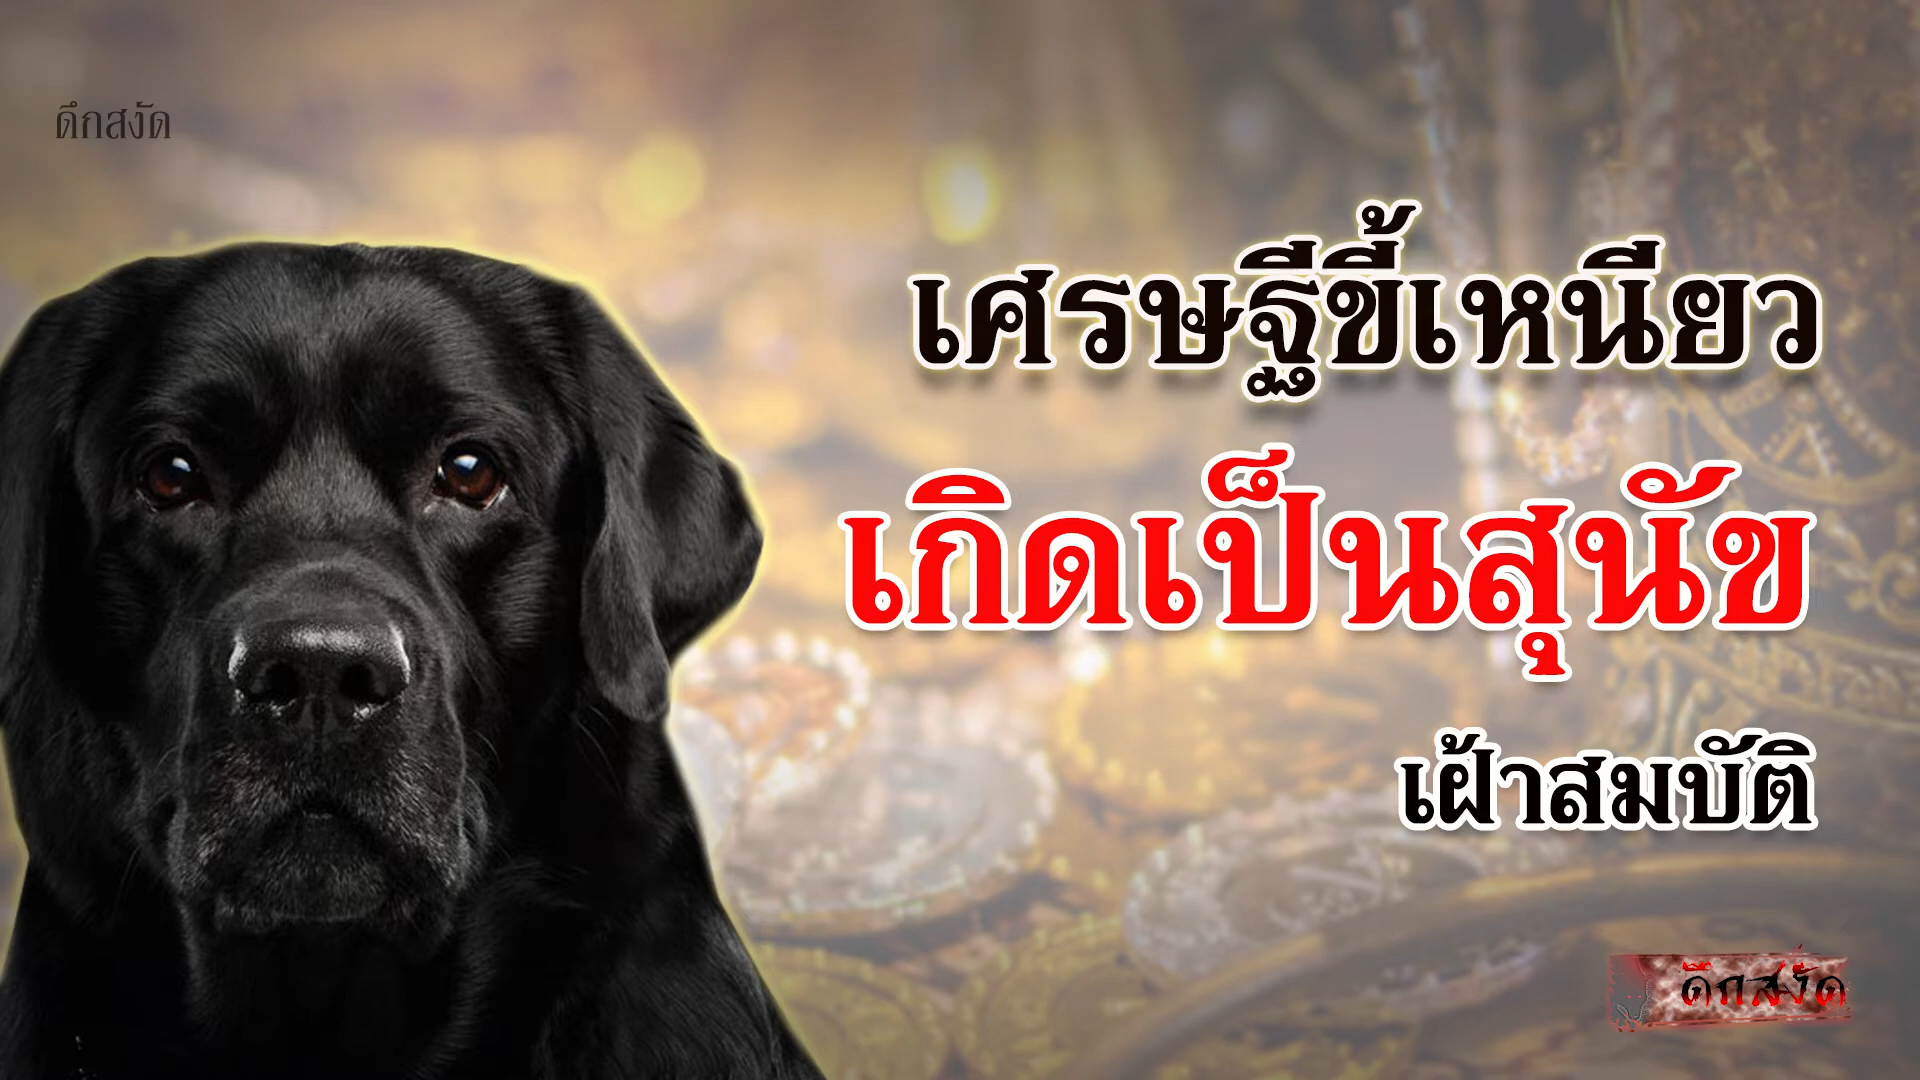 ดึกสงัด
เศรษฐีขี้เหนียว
เกิดเป็นสุนัข
เฝ้าสมบัติ
ดึกสงัด